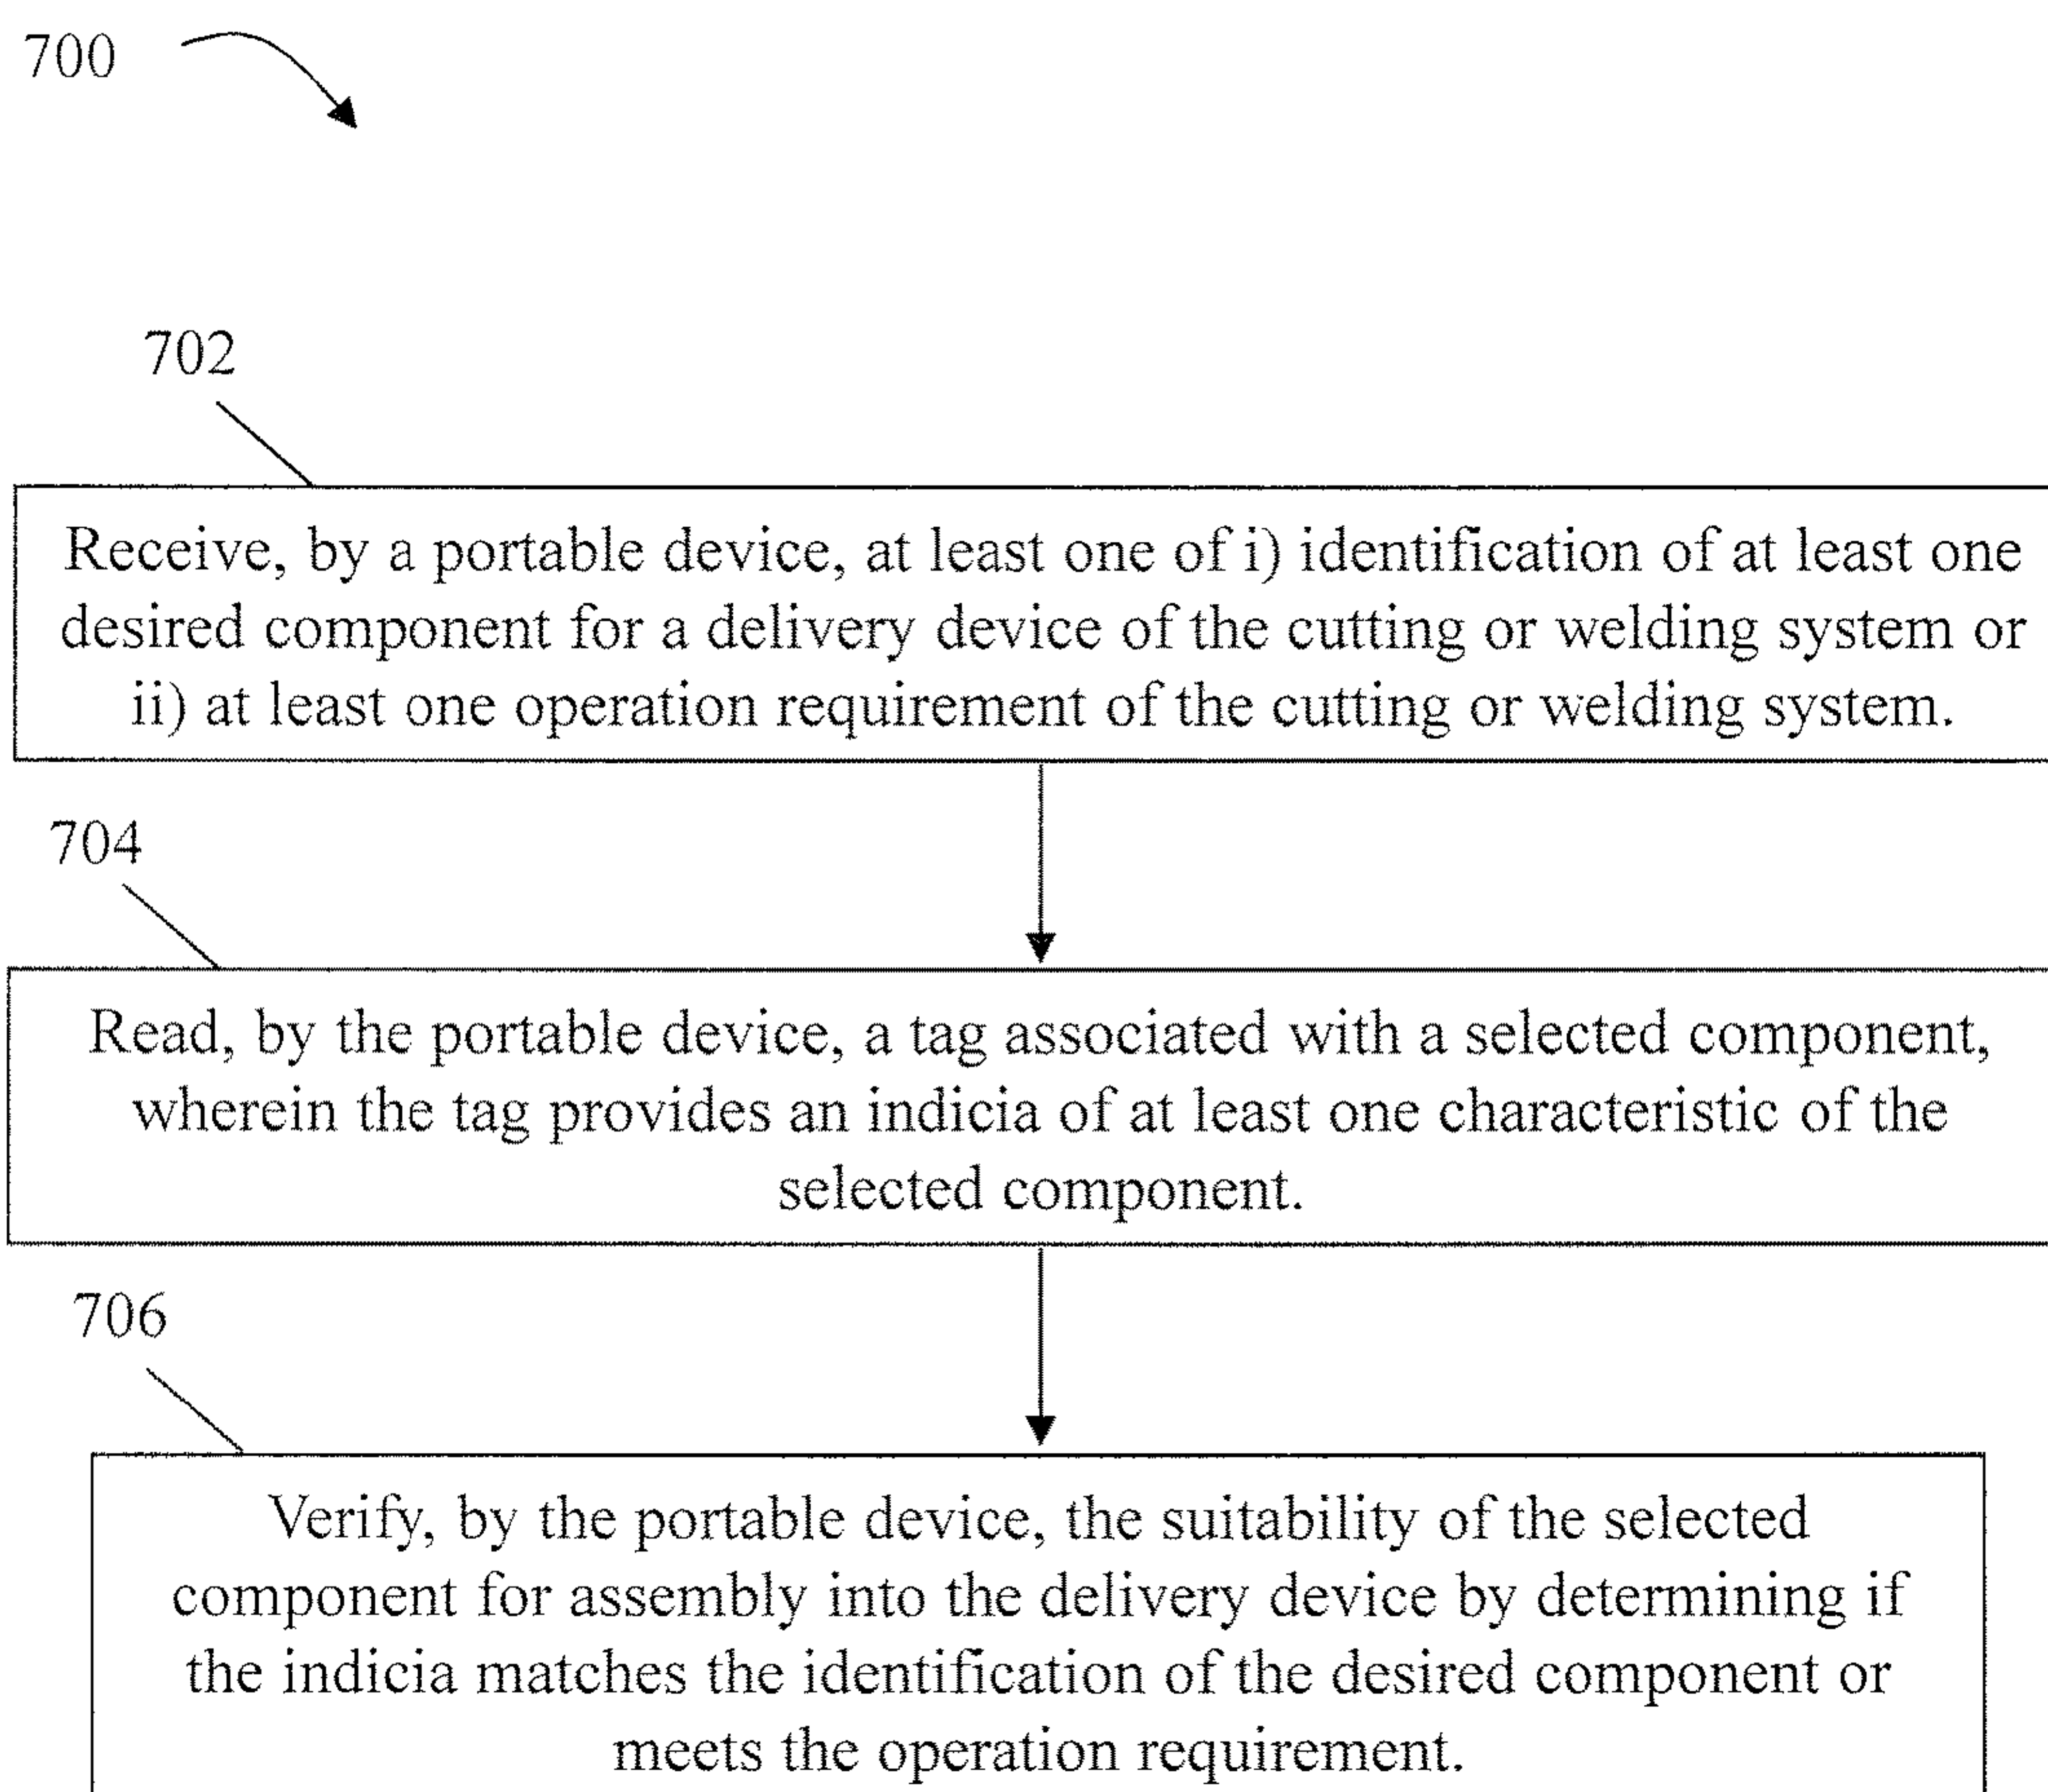 700
702
Receive, by a portable device, at least one of i) identification of at least one
desired component for a delivery device of the cutting or welding system or
ii) at least one operation requirement of the cutting or welding system.
704
Read, by the portable device, a tag associated with a selected component,
wherein the tag provides an indicia of at least one characteristic of the
selected component.
706
Verify, by the portable device, the suitability of the selected
component for assembly into the delivery device by determining if
the indicia matches the identification of the desired component or
meets the operation requirement.